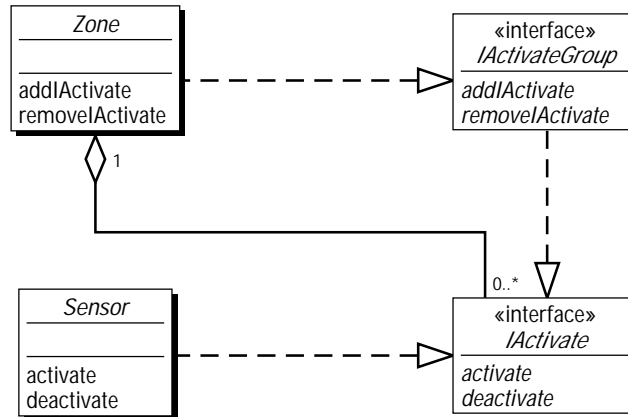 Zone
addIActivate
removeIActivate
«interface»
IActivateGroup
addIActivate
removeIActivate
1
0..*
Sensor
activate
deactivate
«interface»
IActivate
activate
deactivate